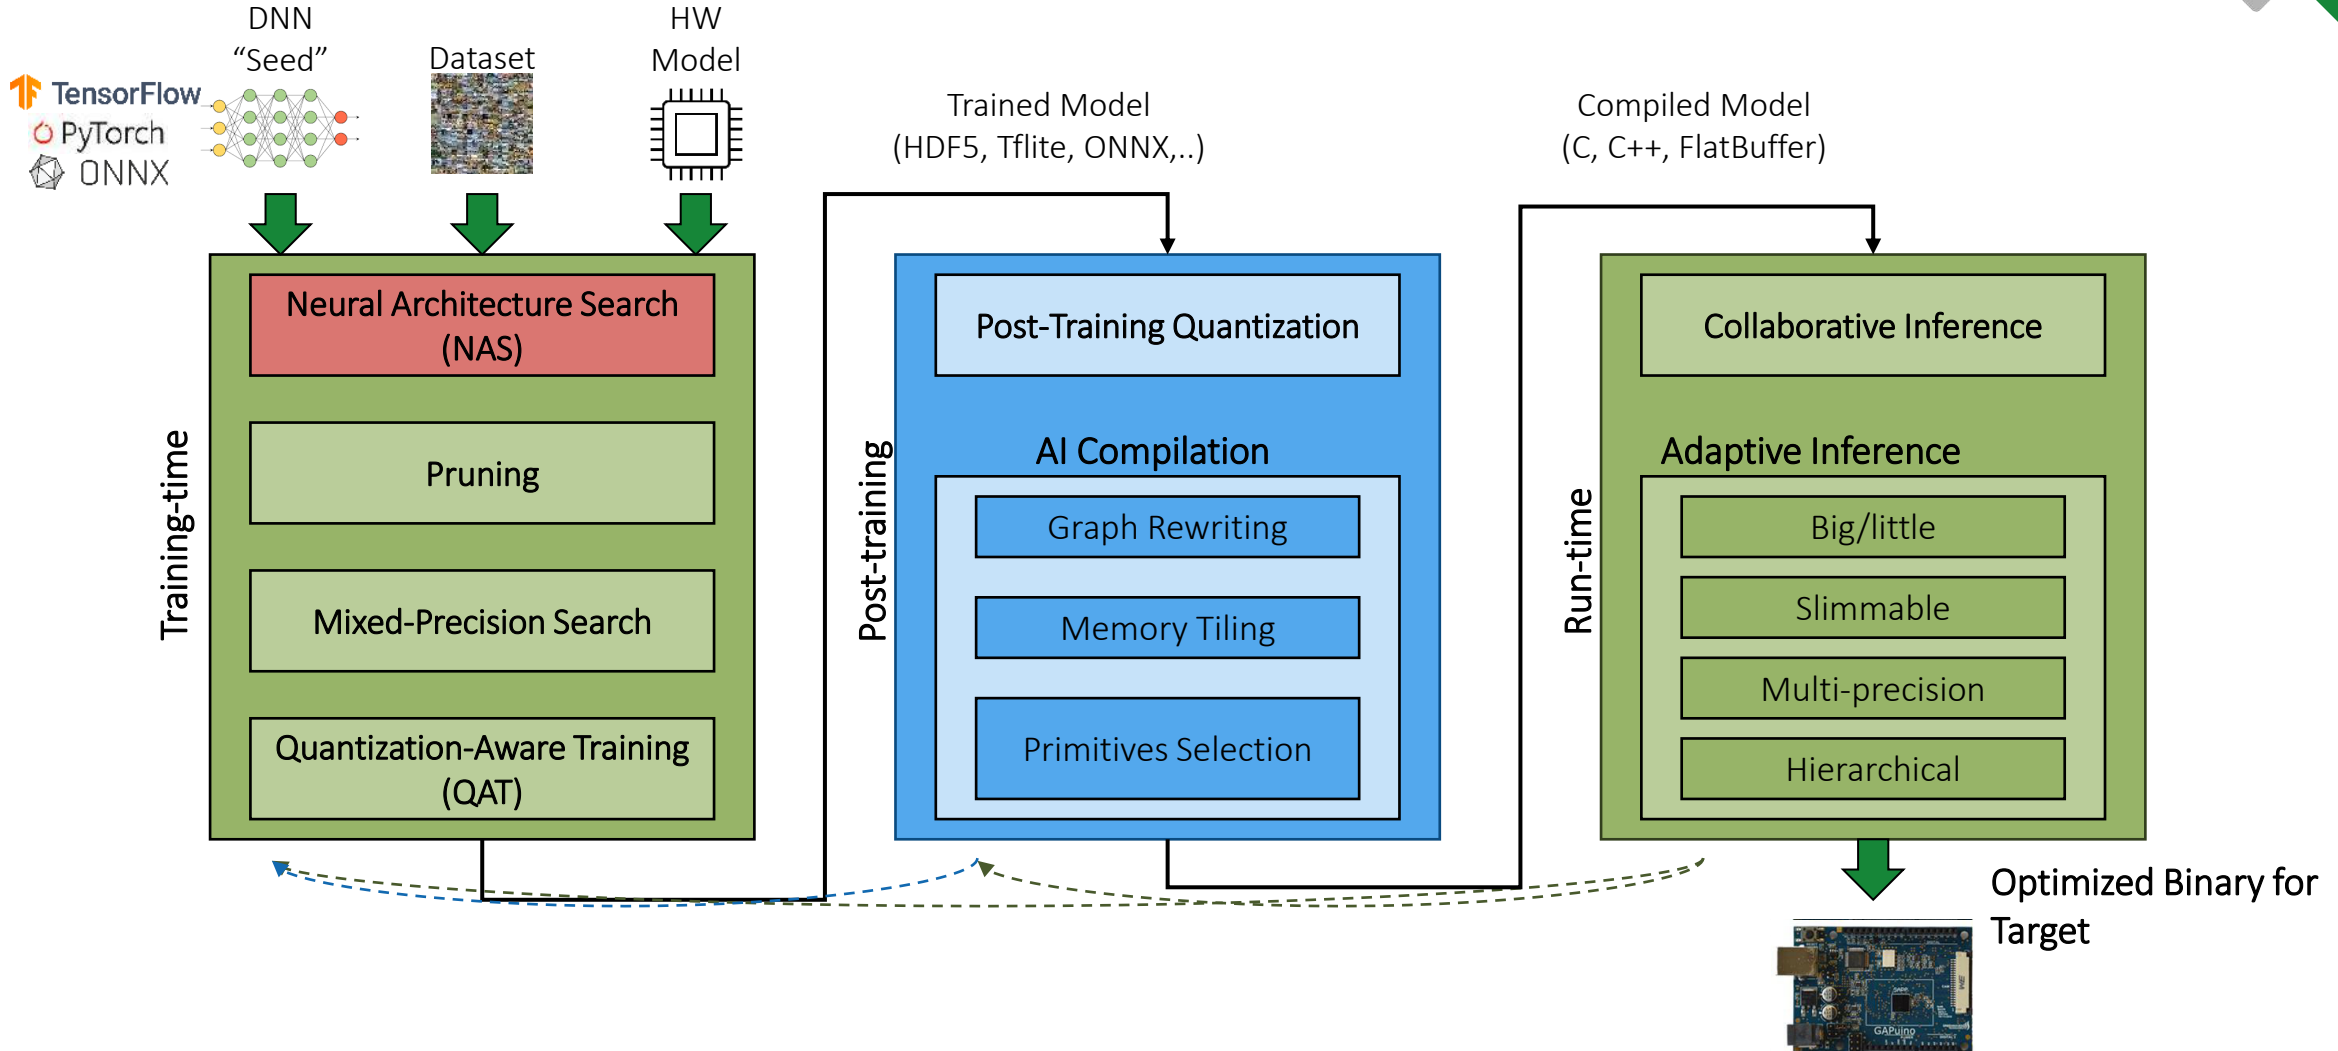 DNN
“Seed”
Dataset
HW
Model
TensorFlow
PyTorch
ONNX
Trained Model
(HDF5, Tflite, ONNX,..)
Compiled Model
(C, C++, FlatBuffer)
Training-time
Neural Architecture Search
(NAS)
Pruning
Mixed-Precision Search
Quantization-Aware Training
(QAT)
Post-training
Post-Training Quantization
AI Compilation
Graph Rewriting
Memory Tiling
Primitives Selection
Run-time
Collaborative Inference
Adaptive Inference
Big/little
Slimmable
Multi-precision
Hierarchical
Optimized Binary for
Target
GAPuino